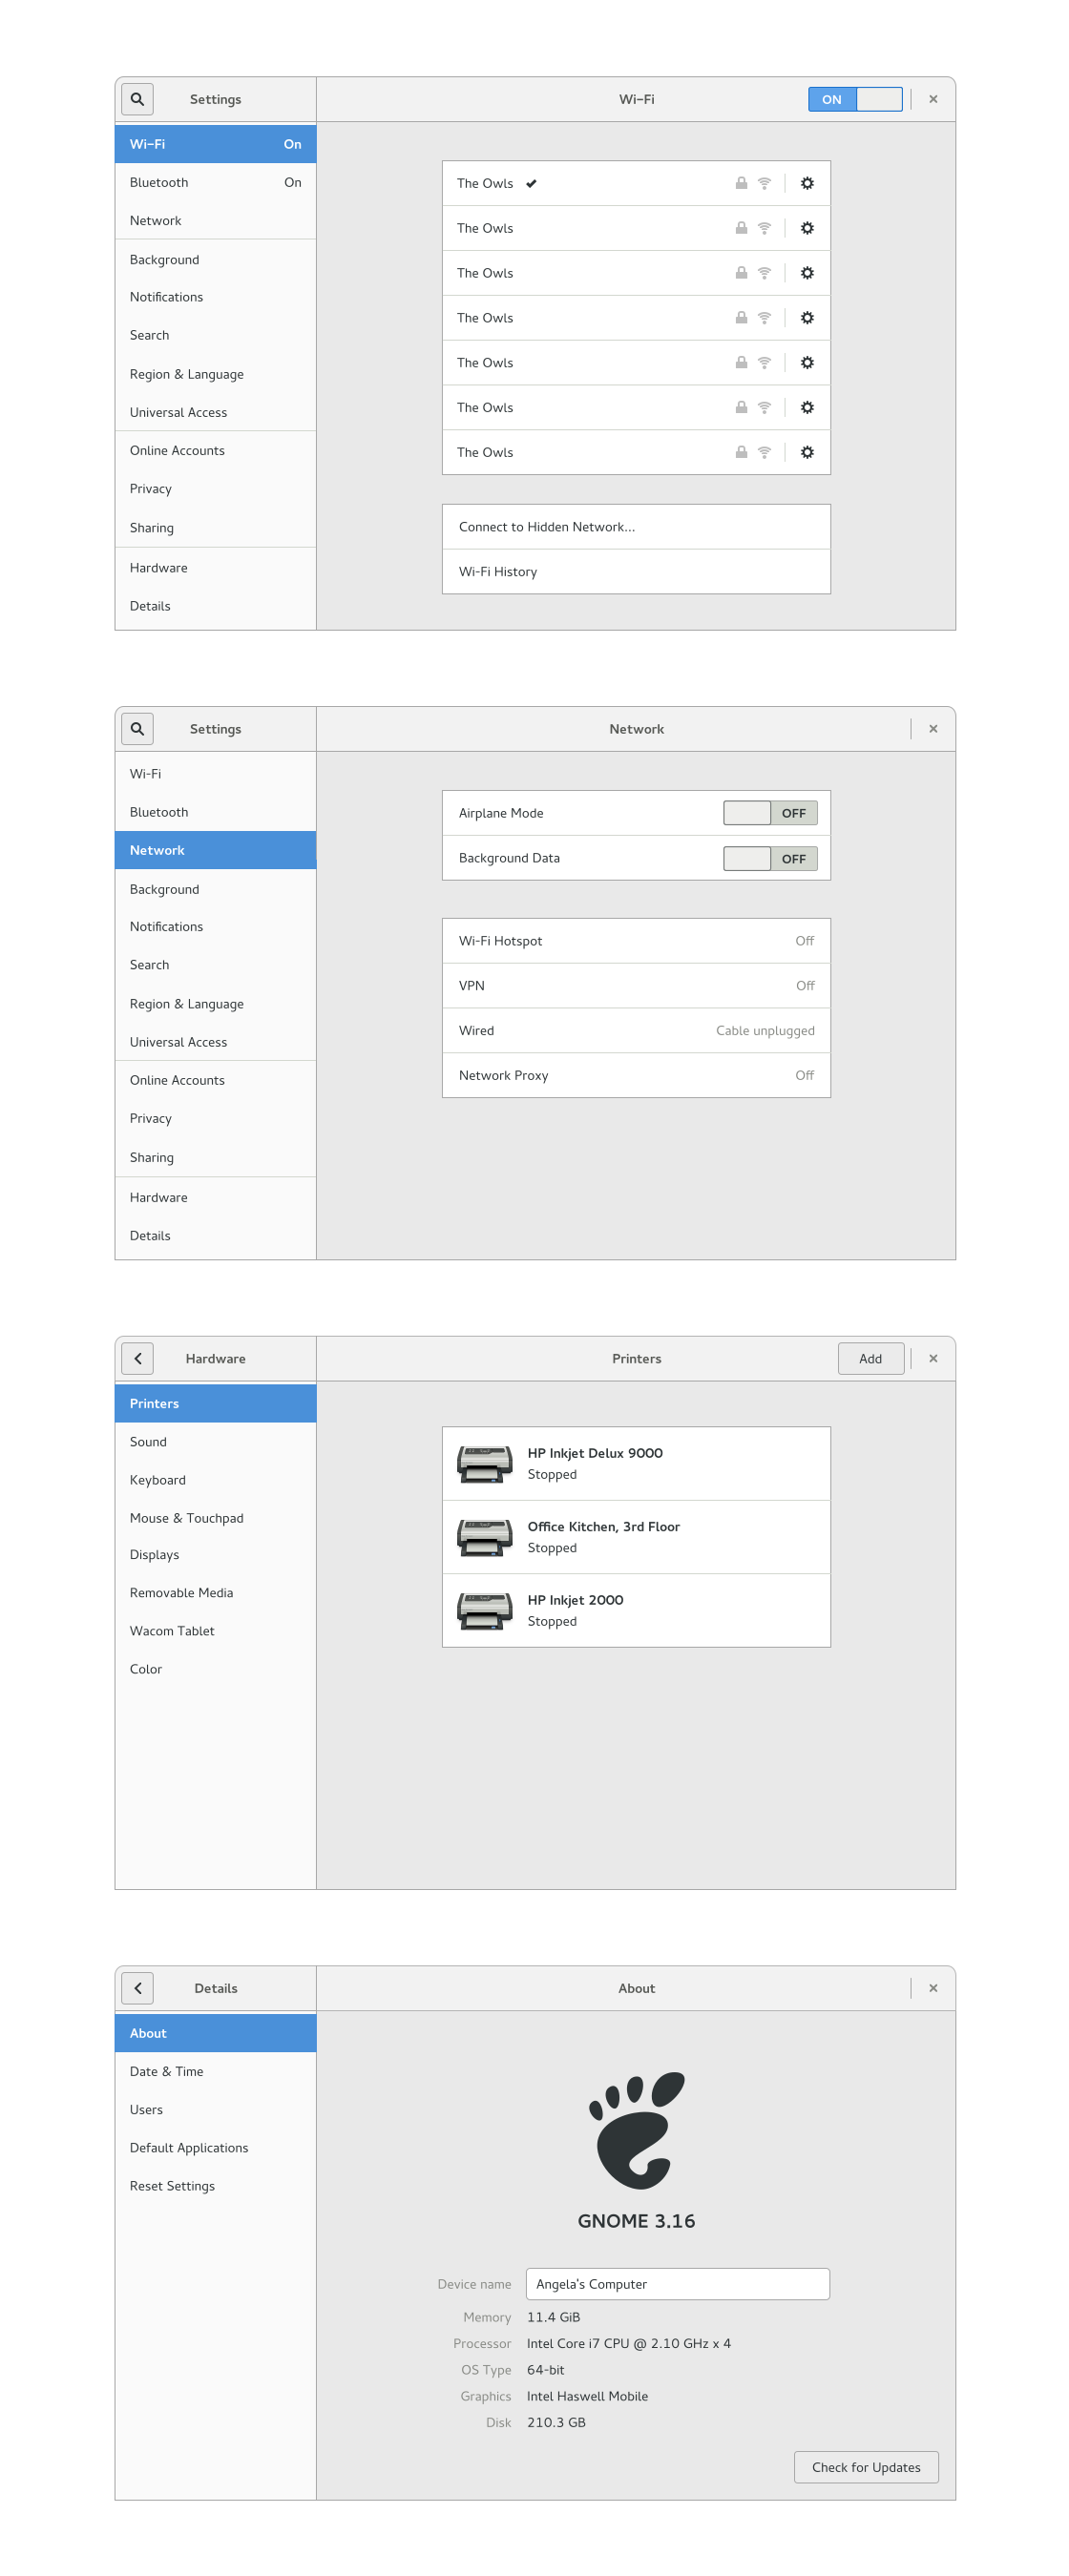 Settings
Wi-Fi
ON
Wi-Fi On
Bluetooth On
Network
Background
Notifications
Search
Region & Language
Universal Access
Online Accounts
Privacy
Sharing
Hardware
Details
The Owls
The Owls
The Owls
The Owls
The Owls
The Owls
The Owls
Connect to Hidden Network...
Wi-Fi History
Settings
Network
Wi-Fi
Bluetooth
Network
Background
Notifications
Search
Region & Language
Universal Access
Online Accounts
Privacy
Sharing
Hardware
Details
Airplane Mode OFF
Background Data OFF
Wi-Fi Hotspot Off
VPN Off
Wired Cable unplugged
Network Proxy Off
Hardware
Printers
Add
Printers
Sound
Keyboard
Mouse & Touchpad
Displays
Removable Media
Wacom Tablet
Color
HP Inkjet Delux 9000
Stopped
Office Kitchen, 3rd Floor
Stopped
HP Inkjet 2000
Stopped
Details
About
About
Date & Time
Users
Default Applications
Reset Settings
GNOME 3.16
Device name Angela's Computer
Memory 11.4 GiB
Processor Intel Core i7 CPU @ 2.10 GHz x 4
OS Type 64-bit
Graphics Intel Haswell Mobile
Disk 210.3 GB
Check for Updates